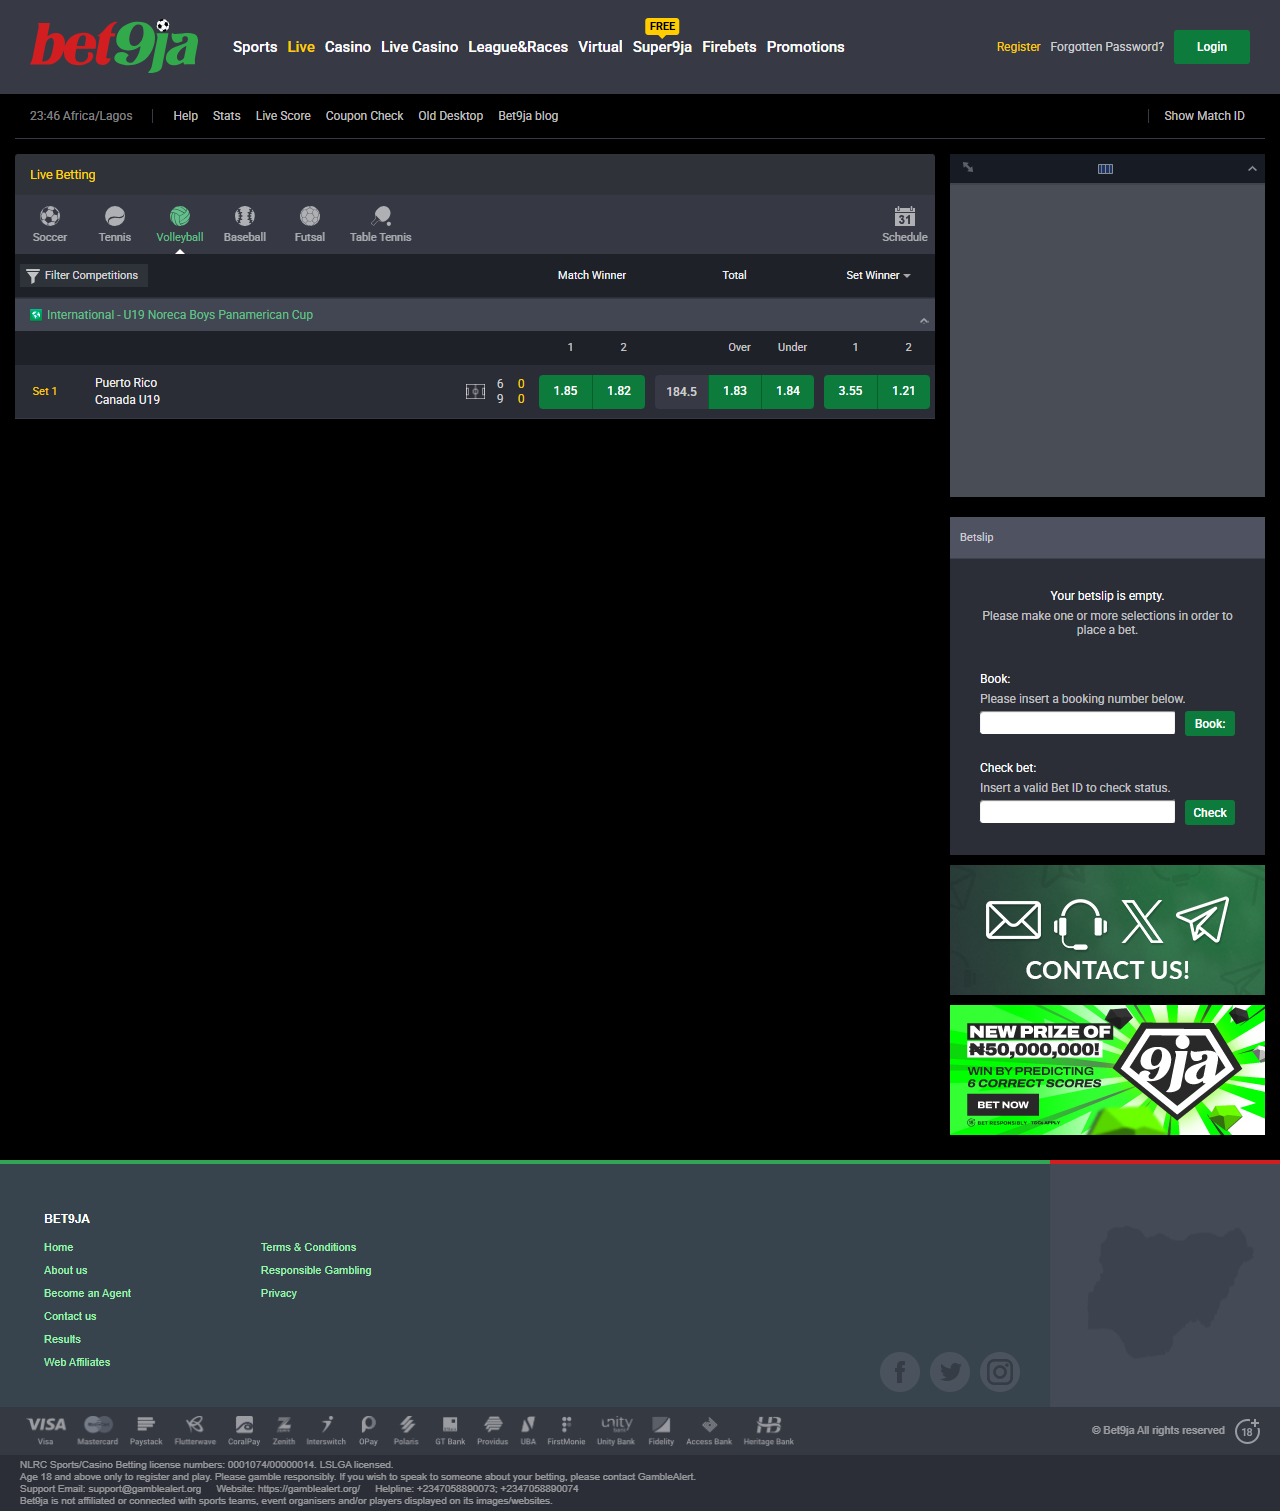 bet9ja
FREE
Sports Live Casino Live Casino League&Races Virtual Super9ja Firebets Promotions
Register Forgotten Password? Login
23:46 Africa/Lagos Help Stats Live Score Coupon Check Old Desktop Bet9ja blog Show Match ID
Live Betting
Soccer Tennis Volleyball Baseball Futsal Table Tennis 31 Schedule
Filter Competitions Match Winner Total Set Winner
International - U19 Noreca Boys Panamerican Cup
1 2 Over Under 1 2
Set 1 Puerto Rico 6 0 1.85 1.82 184.5 1.83 1.84 3.55 1.21
Canada U19 9 0
Betslip
Your betslip is empty.
Please make one or more selections in order to
place a bet.
Book:
Please insert a booking number below.
Book:
Check bet:
Insert a valid Bet ID to check status.
Check
CONTACT US!
NEW PRIZE OF
₦50,000,000!
WIN BY PREDICTING
6 CORRECT SCORES
BET NOW
BET RESPONSIBLY. T&Cs APPLY
9ja
BET9JA
Home Terms & Conditions
About us Responsible Gambling
Become an Agent Privacy
Contact us
Results
Web Affiliates
VISA unity HB
Visa Mastercard Paystack Flutterwave CoralPay Zenith Interswitch OPay Polaris GT Bank Providus UBA FirstMonie Unity Bank Fidelity Access Bank Heritage Bank
© Bet9ja All rights reserved 18+
NLRC Sports/Casino Betting license numbers: 0001074/00000014. LSLGA licensed.
Age 18 and above only to register and play. Please gamble responsibly. If you wish to speak to someone about your betting, please contact GambleAlert.
Support Email: support@gamblealert.org Website: https://gamblealert.org/ Helpline: +2347058890073; +2347058890074
Bet9ja is not affiliated or connected with sports teams, event organisers and/or players displayed on its images/websites.